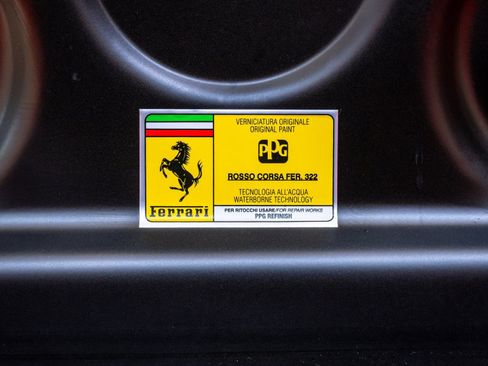 VERNICIATURA ORIGINALE
ORIGINAL PAINT
PPG
ROSSO CORSA FER. 322
TECNOLOGIA ALL'ACQUA
WATERBORNE TECHNOLOGY
Ferrari
PER RITOCCHI USARE/FOR REPAIR WORKS
PPG REFINISH